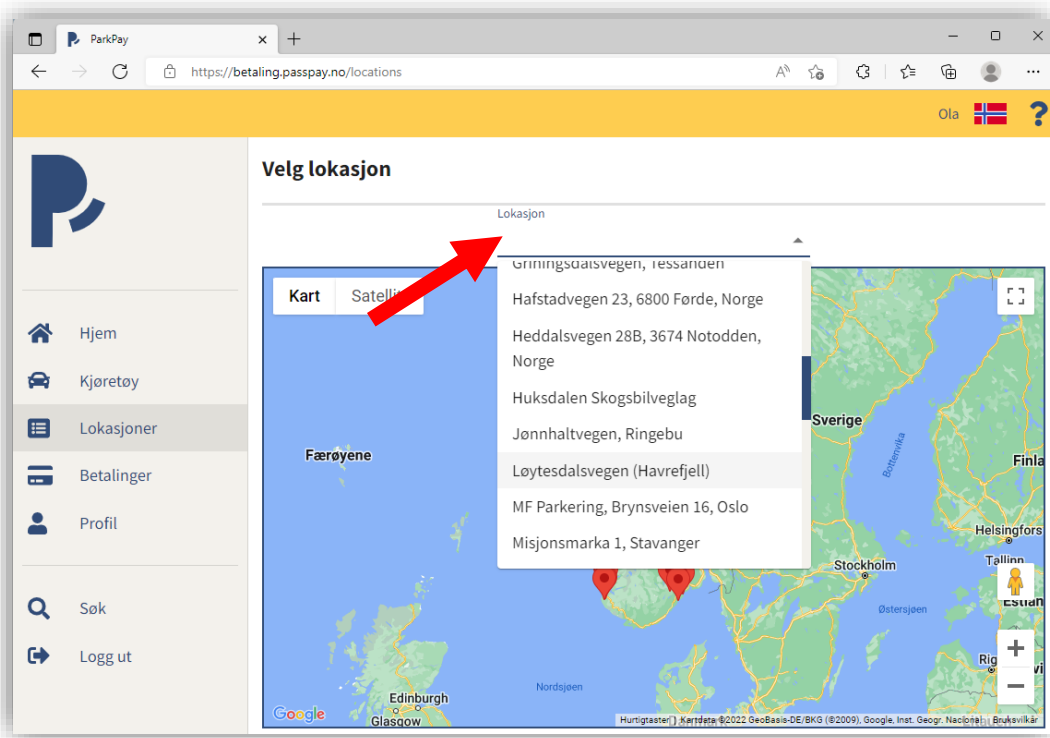 ParkPay
https://betaling.passpay.no/locations
Ola
?
Velg lokasjon
Lokasjon
Griningsdalsvegen, Tessanden
Hafstadvegen 23, 6800 Førde, Norge
Heddalsvegen 28B, 3674 Notodden,
Norge
Huksdalen Skogsbilveglag
Jønnhaltvegen, Ringebu
Løytesdalsvegen (Havrefjell)
MF Parkering, Brynsveien 16, Oslo
Misjonsmarka 1, Stavanger
Hjem
Kjøretøy
Lokasjoner
Betalinger
Profil
Søk
Logg ut
Kart
Sverige
Færøyene
Bottenvika
Helsingfors
Tallinn
Stockholm
Østersjøen
Nordsjøen
Edinburgh
Glasgow
Google
Hurtigtaster
Kartdata ©2022 GeoBasis-DE/BKG (©2009), Google, Inst. Geogr. Nacional
Bruksvilkår